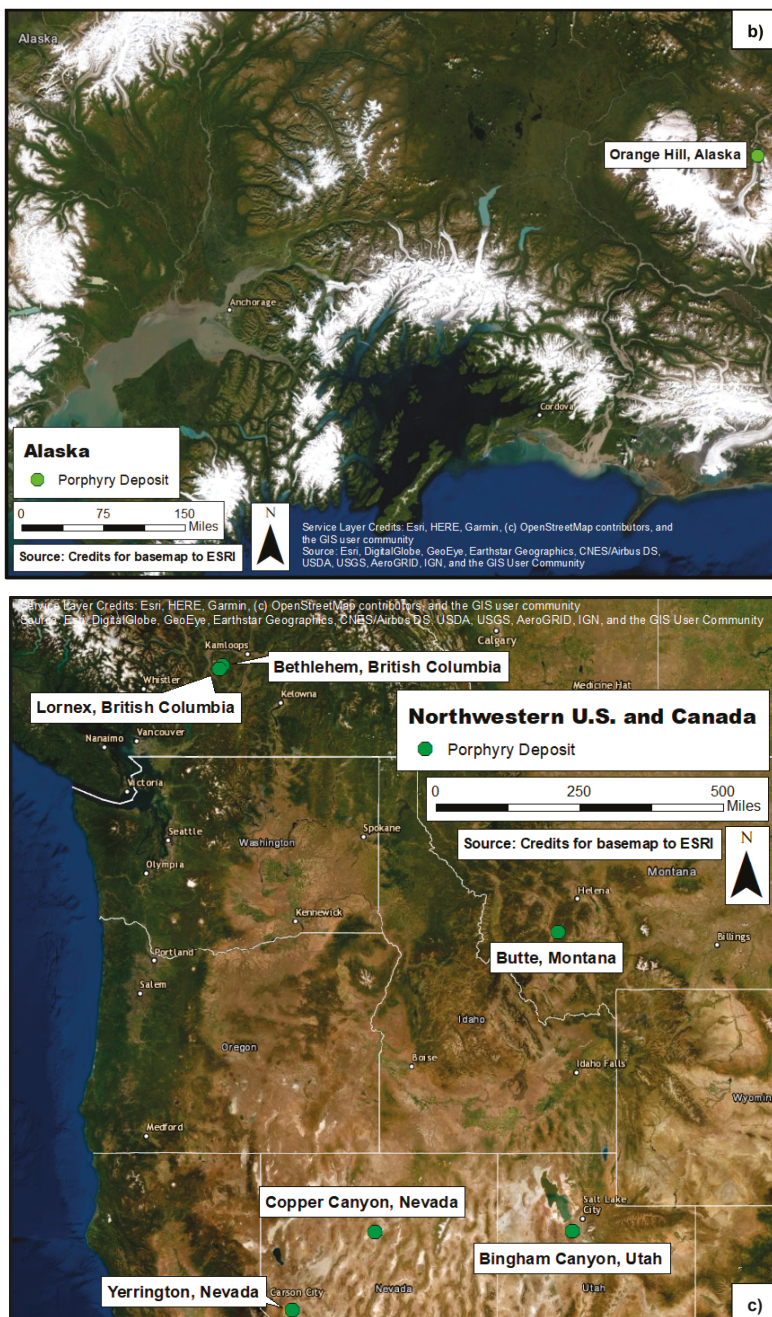 Alaska
b)
Orange Hill, Alaska
Anchorage
Cordova
Alaska
Porphyry Deposit
0 75 150
Miles
N
Source: Credits for basemap to ESRI
Service Layer Credits: Esri, HERE, Garmin, (c) OpenStreetMap contributors, and
the GIS user community
Source: Esri, DigitalGlobe, GeoEye, Earthstar Geographics, CNES/Airbus DS,
USDA, USGS, AeroGRID, IGN, and the GIS User Community
Service Layer Credits: Esri, HERE, Garmin, (c) OpenStreetMap contributors, and the GIS user community
Source: Esri, DigitalGlobe, GeoEye, Earthstar Geographics, CNES/Airbus DS, USDA, USGS, AeroGRID, IGN, and the GIS User Community
Kamloops
Calgary
Bethlehem, British Columbia
Whistler
Medicine Hat
Kelowna
Lornex, British Columbia
Northwestern U.S. and Canada
Porphyry Deposit
Vancouver
Nanaimo
Victoria
0 250 500
Miles
Source: Credits for basemap to ESRI
N
Seattle
Spokane
Washington
Olympia
Montana
Helena
Kennewick
Billings
Butte, Montana
Portland
Salem
Idaho
Oregon
Boise
Idaho Falls
Wyoming
Medford
Copper Canyon, Nevada
Salt Lake
City
Bingham Canyon, Utah
Yerrington, Nevada
Carson City
Nevada
Utah
c)